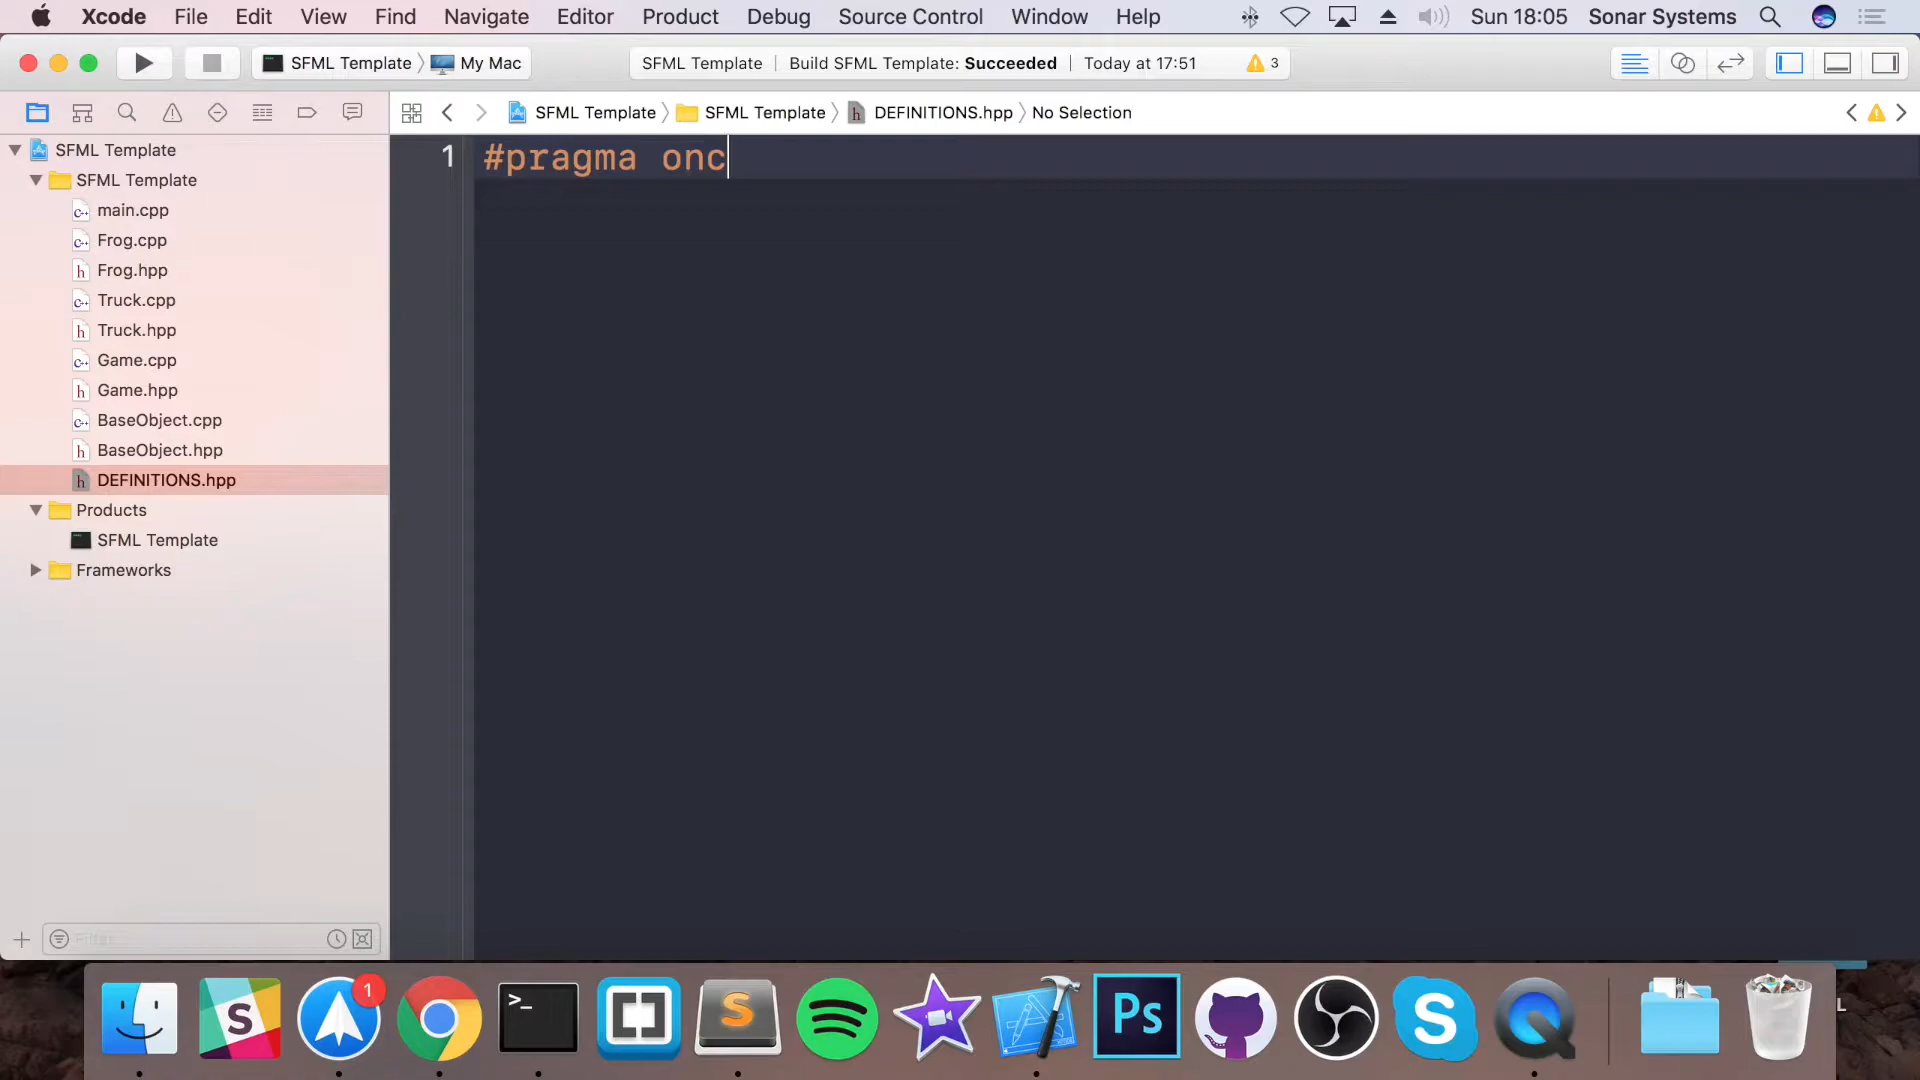 Xcode File Edit View Find Navigate Editor Product Debug Source Control Window Help Sun 18:05 Sonar Systems
SFML Template My Mac SFML Template Build SFML Template: Succeeded Today at 17:51 3
SFML Template SFML Template DEFINITIONS.hpp No Selection
SFML Template
SFML Template
main.cpp
Frog.cpp
Frog.hpp
Truck.cpp
Truck.hpp
Game.cpp
Game.hpp
BaseObject.cpp
BaseObject.hpp
DEFINITIONS.hpp
Products
SFML Template
Frameworks
1 #pragma onc
Filter
1
Ps